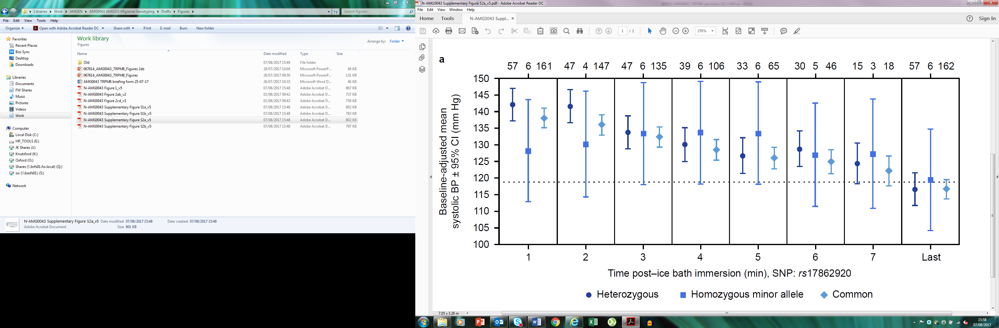 Libraries ▸ Work ▸ AMGEN ▸ AMG0043 AMG333 Migraine Genotyping ▸ Drafts ▸ Figures ▸
Search Figures
File Edit View Tools Help
Organize Open with Adobe Acrobat Reader DC Share with Print E-mail Burn New folder
Favorites
Recent Places
Box Sync
Desktop
Downloads
Libraries
Documents
FW Shares
Music
Pictures
Videos
Work
Computer
Local Disk (C:)
HP_TOOLS (E:)
JK Shares (J:)
Knutsford (K:)
Oxford (O:)
Shares (\\brfs01.fw.local) (Q:)
sw (\\basfs01) (S:)
Network
Work library
Figures
Arrange by: Folder
Name Date modified Type Size
Old 07/08/2017 15:49 File folder
067614_AMG0043_TRPM8_Figures 2ab 28/07/2017 10:04 Microsoft PowerP... 48 KB
067614_AMG0043_TRPM8_Figures 26/07/2017 09:50 Microsoft PowerP... 131 KB
AMG0043 TRPM8 briefing form 25-07-17 26/07/2017 10:33 Microsoft Word D... 46 KB
N-AMG0043 Figure 1_v5 07/08/2017 15:48 Adobe Acrobat D... 867 KB
N-AMG0043 Figure 2ab_v2 01/08/2017 09:42 Adobe Acrobat D... 737 KB
N-AMG0043 Figure 2cd_v3 01/08/2017 09:42 Adobe Acrobat D... 759 KB
N-AMG0043 Supplementary Figure S1a_v5 07/08/2017 15:48 Adobe Acrobat D... 802 KB
N-AMG0043 Supplementary Figure S1b_v5 07/08/2017 15:48 Adobe Acrobat D... 783 KB
N-AMG0043 Supplementary Figure S2a_v5 07/08/2017 15:48 Adobe Acrobat D... 802 KB
N-AMG0043 Supplementary Figure S2b_v5 07/08/2017 15:48 Adobe Acrobat D... 797 KB
N-AMG0043 Supplementary Figure S2a_v5 Date modified: 07/08/2017 15:48 Date created: 07/08/2017 15:48
Adobe Acrobat Document Size: 801 KB
N-AMG0043 Supplementary Figure S2a_v5.pdf - Adobe Acrobat Reader DC
File Edit View Window Help
Home Tools N-AMG0043 Suppl... × Sign In
1 / 1 270%
a
57 6 161 47 4 147 47 6 135 39 6 106 33 6 65 30 5 46 15 3 18 57 6 162
150
145
140
135
130
125
120
115
110
105
100
Baseline-adjusted mean
systolic BP ± 95% CI (mm Hg)
1 2 3 4 5 6 7 Last
Time post–ice bath immersion (min), SNP: rs17862920
Heterozygous Homozygous minor allele Common
7.05 x 3.28 in
15:58
07/08/2017